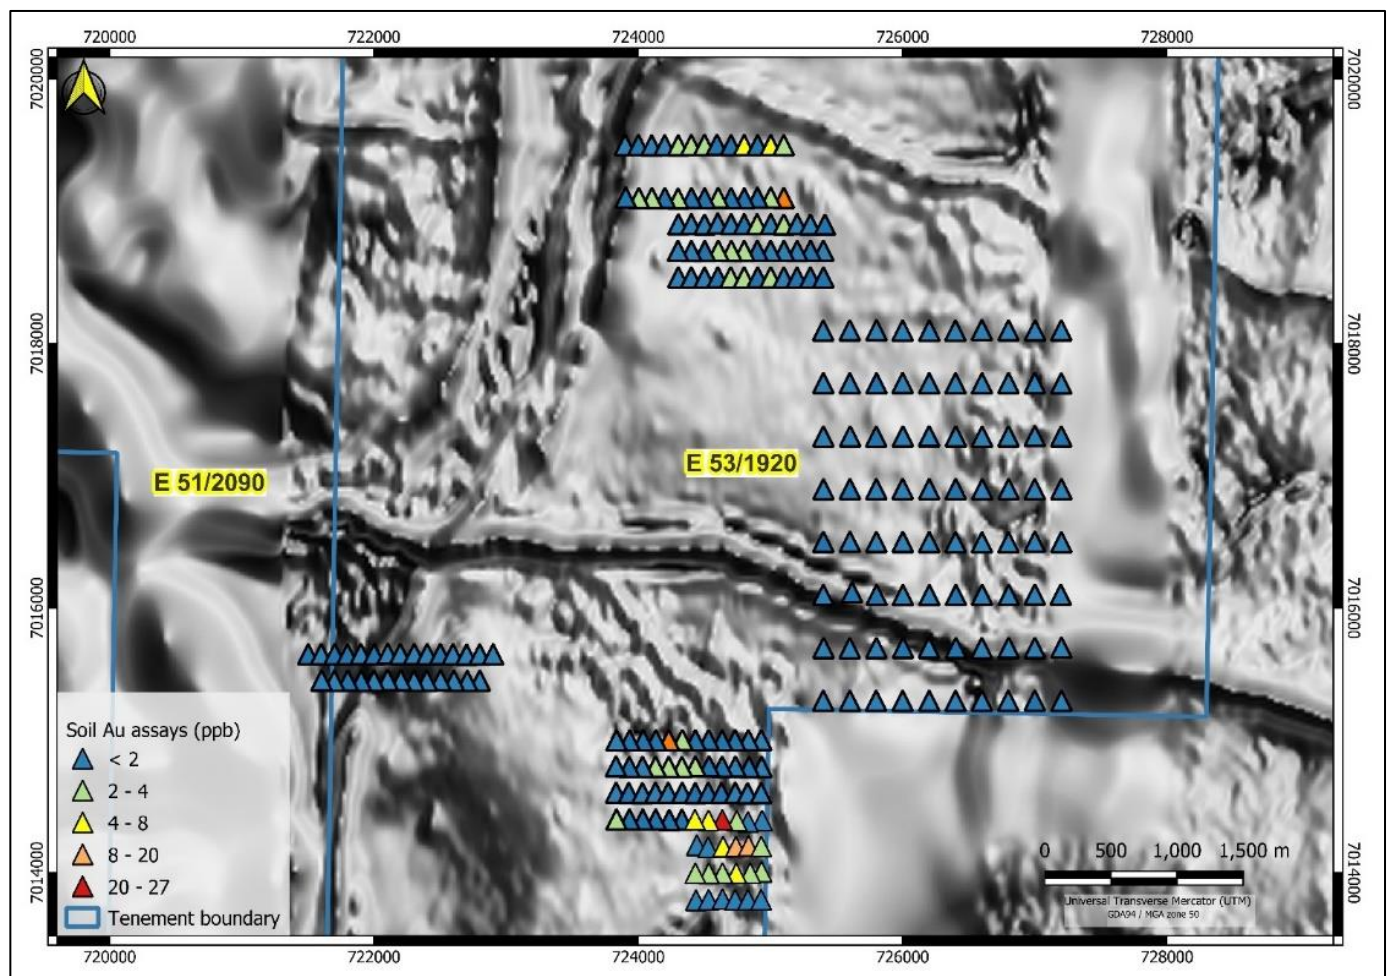 720000 722000 724000 726000 728000
7020000 7020000
7018000 7018000
E 53/1920
E 51/2090
7016000 7016000
Soil Au assays (ppb)
< 2
2 - 4
4 - 8
8 - 20
20 - 27
Tenement boundary
7014000 7014000
0 500 1,000 1,500 m
Universal Transverse Mercator (UTM)
GDA94 / MGA zone 50
720000 722000 724000 726000 728000